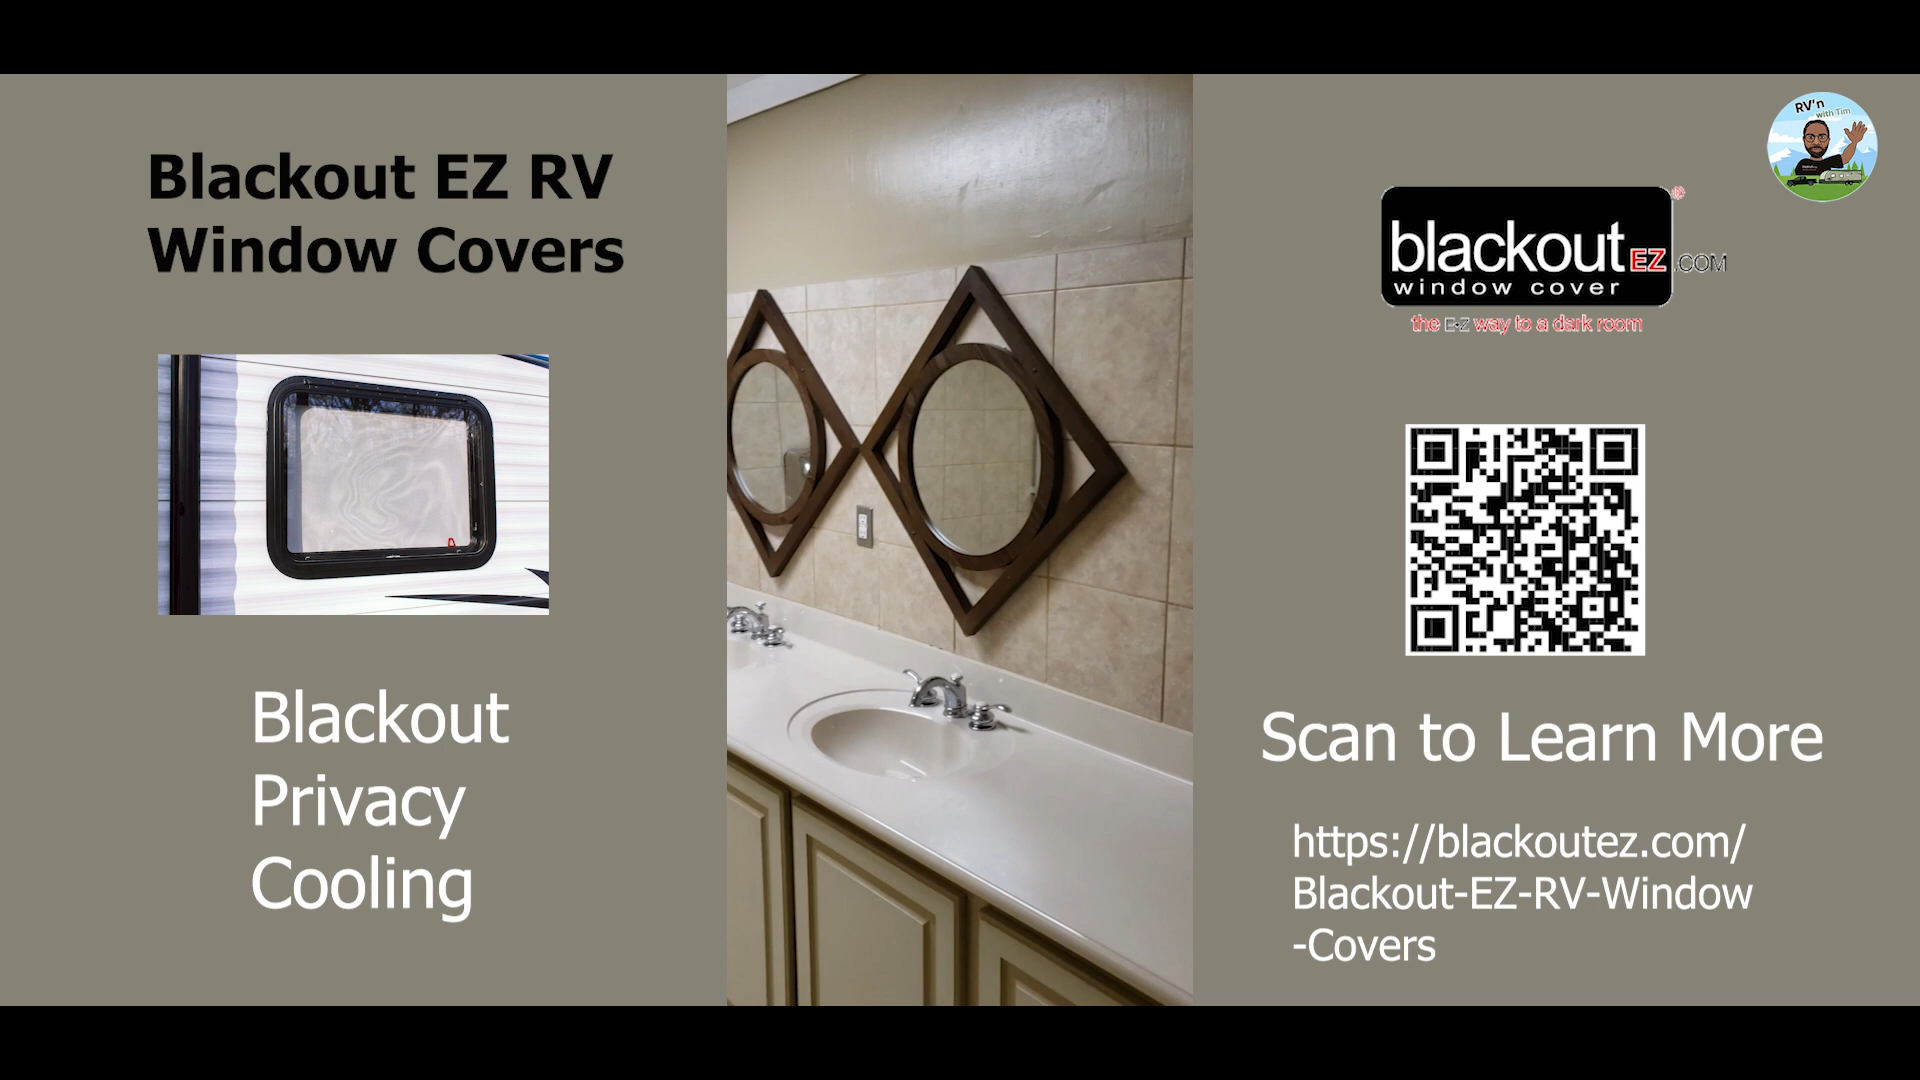 Blackout EZ RV
Window Covers
Blackout
Privacy
Cooling
RV'n
with Tim
blackout EZ .COM
window cover
the E-Z way to a dark room
Scan to Learn More
https://blackoutez.com/
Blackout-EZ-RV-Window
-Covers